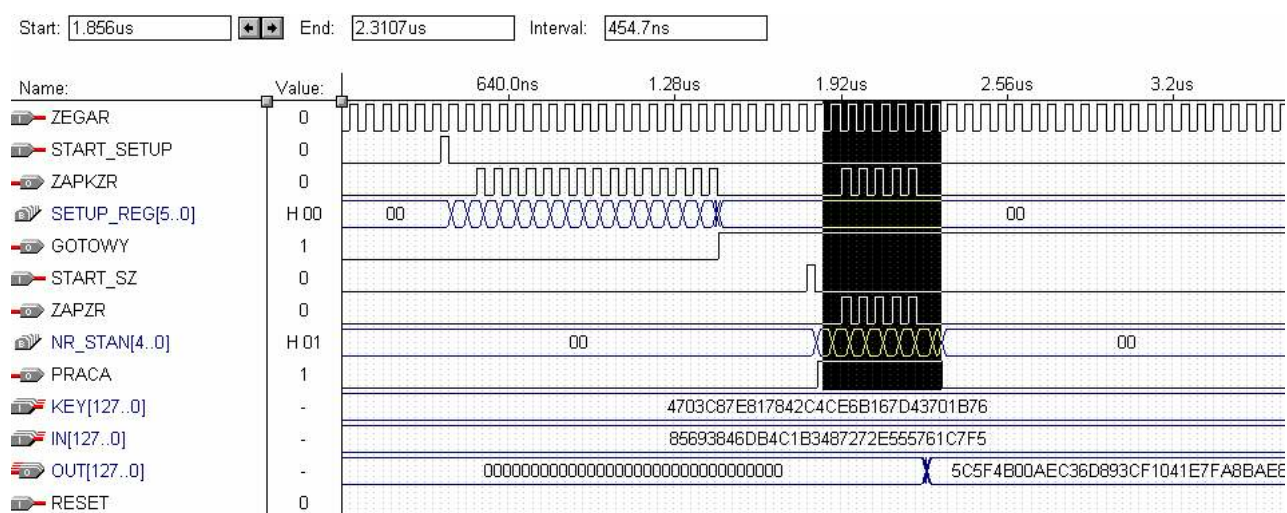 Start: 1.856us End: 2.3107us Interval: 454.7ns
Name: Value: 640.0ns 1.28us 1.92us 2.56us 3.2us
ZEGAR 0
START_SETUP 0
ZAPKZR 0
SETUP_REG[5..0] H 00 00 00
GOTOWY 1
START_SZ 0
ZAPZR 0
NR_STAN[4..0] H 01 00 00
PRACA 1
KEY[127..0] - 4703C87E817842C4CE6B167D43701B76
IN[127..0] - 85693846DB4C1B3487272E555761C7F5
OUT[127..0] - 00000000000000000000000000000000 5C5F4B00AEC36D893CF1041E7FA8BAE6
RESET 0